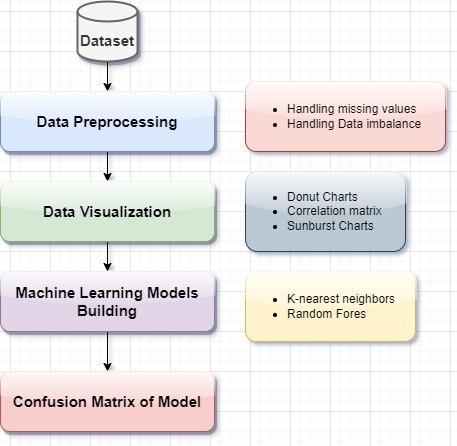 Dataset
Data Preprocessing
Handling missing values
Handling Data imbalance
Data Visualization
Donut Charts
Correlation matrix
Sunburst Charts
Machine Learning Models
Building
K-nearest neighbors
Random Fores
Confusion Matrix of Model